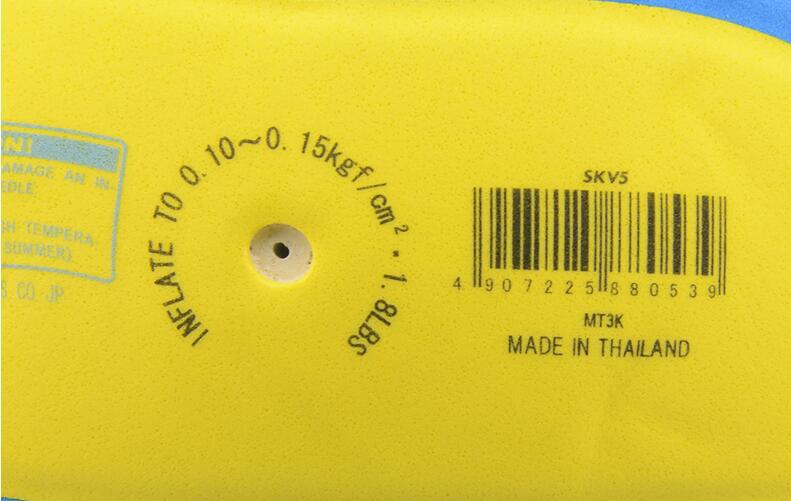 AMAGE AN IN-
EDLE
TEMPERA
SUMMER)
CO JP
INFLATE TO 0.10~0.15kgf/cm²・1.8LBS
SKV5
4 907225 880539
MT3K
MADE IN THAILAND